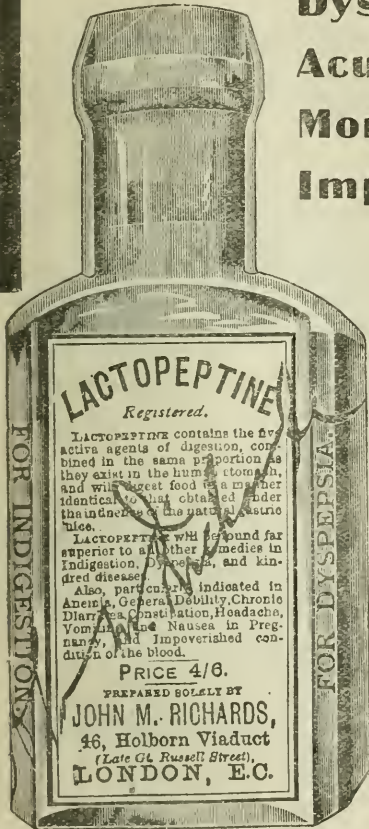 Dys
Acu
Mor
Imp
LACTOPEPTINE
Registered.
LACTOPEPTINE contains the five
active agents of digestion, com-
bined in the same proportion as
they exist in the human stomach,
and will digest food in a manner
identical to that obtained under
the influence of the natural gastric
juice.
LACTOPEPTINE will be found far
superior to all other remedies in
Indigestion, Dyspepsia, and kin-
dred diseases.
Also, particularly indicated in
Anemia, General Debility, Chronic
Diarrhea, Constipation, Headache,
Vomiting and Nausea in Preg-
nancy, and Impoverished con-
dition of the blood.
PRICE 4/6.
PREPARED SOLELY BY
JOHN M. RICHARDS,
46, Holborn Viaduct
(Late Gt. Russell Street),
LONDON, E.C.
FOR INDIGESTION.
FOR DYSPEPSIA.